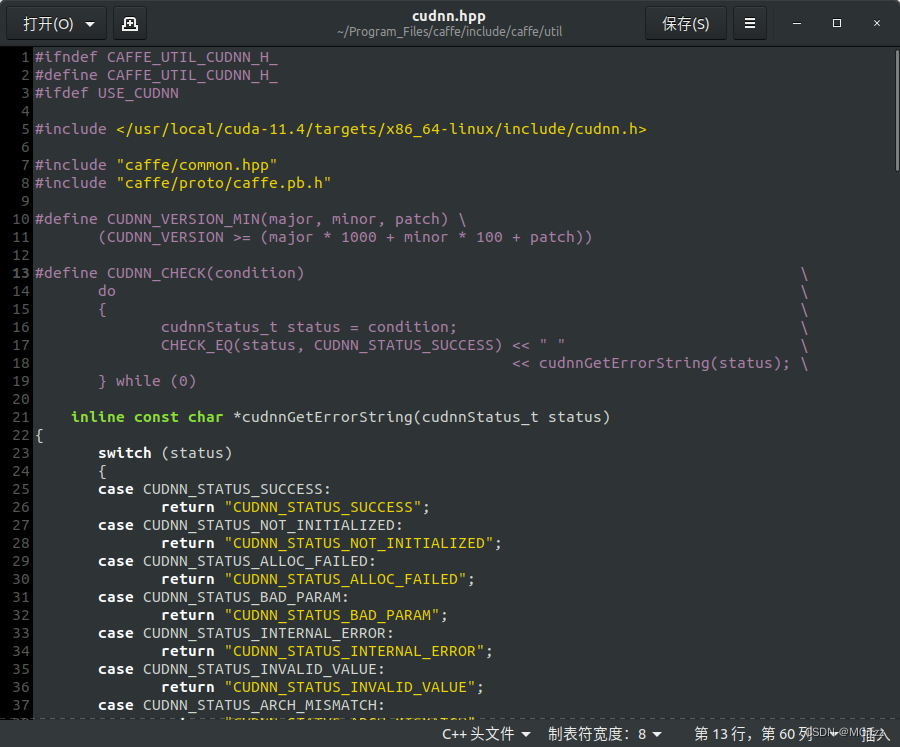 打开(O)
cudnn.hpp
~/Program_Files/caffe/include/caffe/util
保存(S)
1 #ifndef CAFFE_UTIL_CUDNN_H_
2 #define CAFFE_UTIL_CUDNN_H_
3 #ifdef USE_CUDNN
4
5 #include </usr/local/cuda-11.4/targets/x86_64-linux/include/cudnn.h>
6
7 #include "caffe/common.hpp"
8 #include "caffe/proto/caffe.pb.h"
9
10 #define CUDNN_VERSION_MIN(major, minor, patch) \
11 (CUDNN_VERSION >= (major * 1000 + minor * 100 + patch))
12
13 #define CUDNN_CHECK(condition) \
14 do \
15 { \
16 cudnnStatus_t status = condition; \
17 CHECK_EQ(status, CUDNN_STATUS_SUCCESS) << " " \
18 << cudnnGetErrorString(status); \
19 } while (0)
20
21 inline const char *cudnnGetErrorString(cudnnStatus_t status)
22 {
23 switch (status)
24 {
25 case CUDNN_STATUS_SUCCESS:
26 return "CUDNN_STATUS_SUCCESS";
27 case CUDNN_STATUS_NOT_INITIALIZED:
28 return "CUDNN_STATUS_NOT_INITIALIZED";
29 case CUDNN_STATUS_ALLOC_FAILED:
30 return "CUDNN_STATUS_ALLOC_FAILED";
31 case CUDNN_STATUS_BAD_PARAM:
32 return "CUDNN_STATUS_BAD_PARAM";
33 case CUDNN_STATUS_INTERNAL_ERROR:
34 return "CUDNN_STATUS_INTERNAL_ERROR";
35 case CUDNN_STATUS_INVALID_VALUE:
36 return "CUDNN_STATUS_INVALID_VALUE";
37 case CUDNN_STATUS_ARCH_MISMATCH:
C++ 头文件 制表符宽度：8 第 13 行，第 60 列 插入